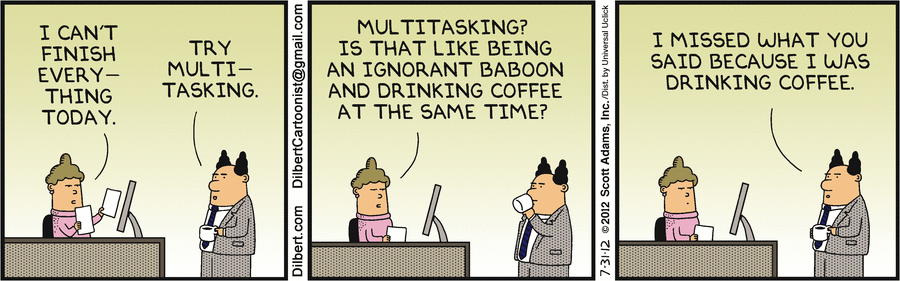 I CAN'T
FINISH
EVERY—
THING
TODAY.
TRY
MULTI—
TASKING.
DilbertCartoonist@gmail.com
Dilbert.com
MULTITASKING?
IS THAT LIKE BEING
AN IGNORANT BABOON
AND DRINKING COFFEE
AT THE SAME TIME?
7-31-12 © 2012 Scott Adams, Inc. /Dist. by Universal Uclick
I MISSED WHAT YOU
SAID BECAUSE I WAS
DRINKING COFFEE.